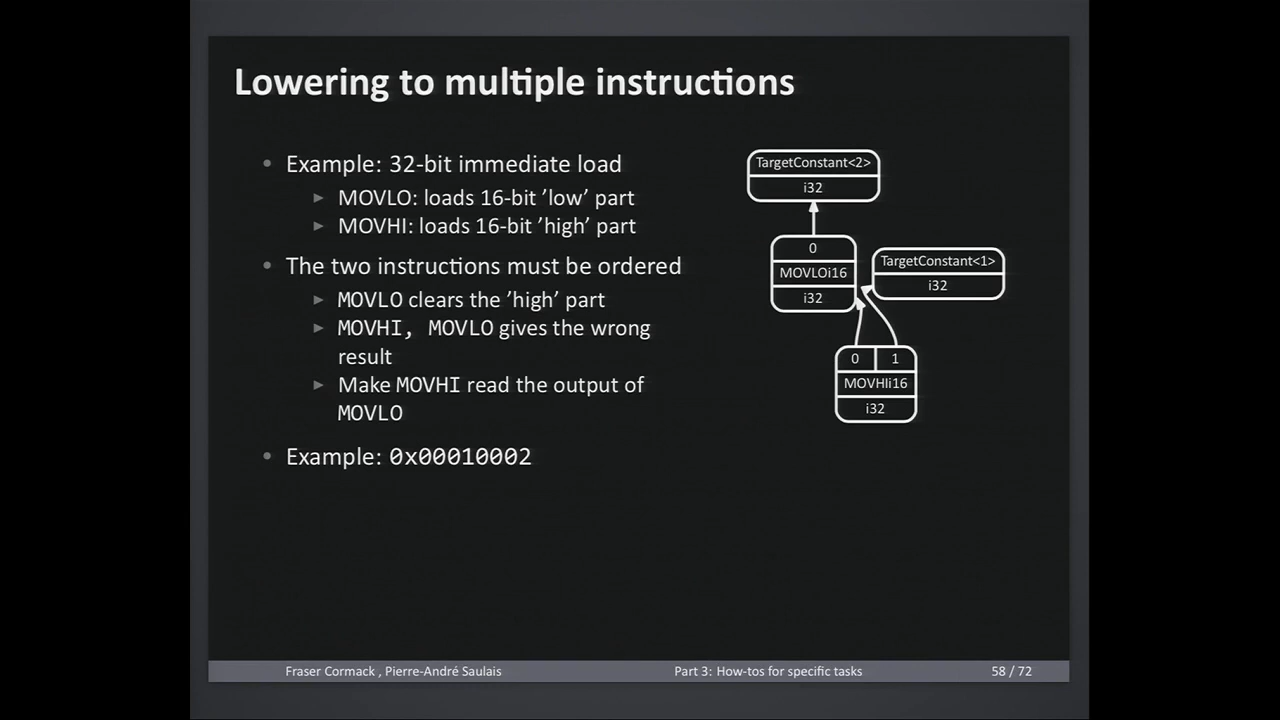 Lowering to multiple instructions
Example: 32-bit immediate load
MOVLO: loads 16-bit ’low’ part
MOVHI: loads 16-bit ’high’ part
The two instructions must be ordered
MOVLO clears the ’high’ part
MOVHI, MOVLO gives the wrong
result
Make MOVHI read the output of
MOVLO
Example: 0x00010002
TargetConstant<2>
i32
0
MOVLOi16
i32
TargetConstant<1>
i32
0 1
MOVHIi16
i32
Fraser Cormack , Pierre-André Saulais Part 3: How-tos for specific tasks 58 / 72